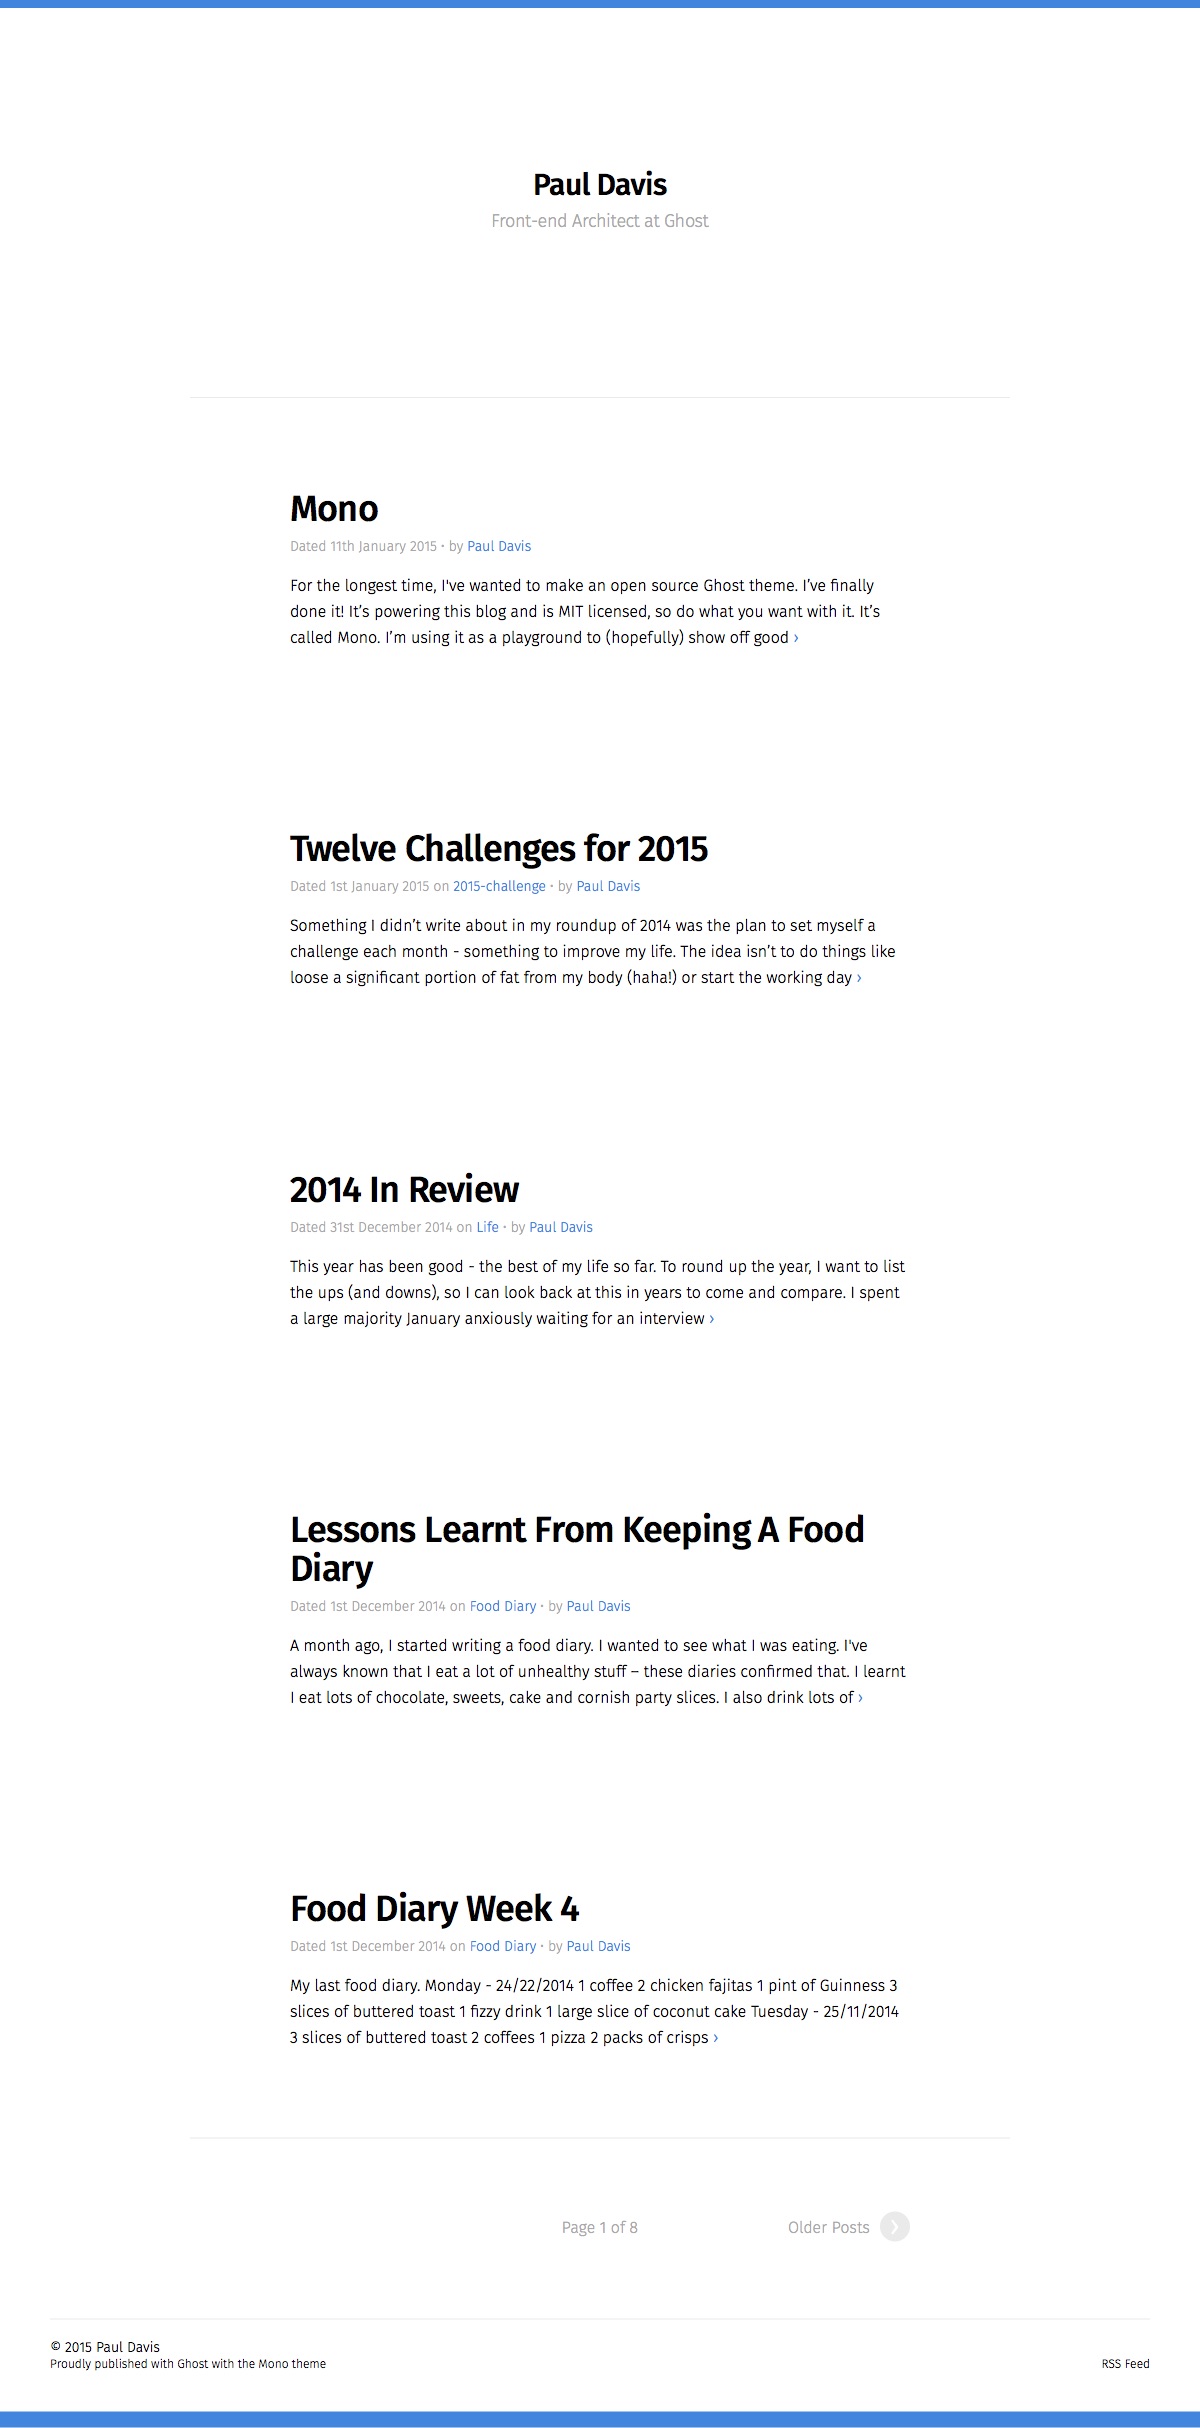 Paul Davis
Front-end Architect at Ghost
Mono
Dated 11th January 2015 • by Paul Davis
For the longest time, I've wanted to make an open source Ghost theme. I’ve finally
done it! It’s powering this blog and is MIT licensed, so do what you want with it. It’s
called Mono. I’m using it as a playground to (hopefully) show off good ›
Twelve Challenges for 2015
Dated 1st January 2015 on 2015-challenge • by Paul Davis
Something I didn’t write about in my roundup of 2014 was the plan to set myself a
challenge each month - something to improve my life. The idea isn’t to do things like
loose a significant portion of fat from my body (haha!) or start the working day ›
2014 In Review
Dated 31st December 2014 on Life • by Paul Davis
This year has been good - the best of my life so far. To round up the year, I want to list
the ups (and downs), so I can look back at this in years to come and compare. I spent
a large majority January anxiously waiting for an interview ›
Lessons Learnt From Keeping A Food
Diary
Dated 1st December 2014 on Food Diary • by Paul Davis
A month ago, I started writing a food diary. I wanted to see what I was eating. I've
always known that I eat a lot of unhealthy stuff – these diaries confirmed that. I learnt
I eat lots of chocolate, sweets, cake and cornish party slices. I also drink lots of ›
Food Diary Week 4
Dated 1st December 2014 on Food Diary • by Paul Davis
My last food diary. Monday - 24/22/2014 1 coffee 2 chicken fajitas 1 pint of Guinness 3
slices of buttered toast 1 fizzy drink 1 large slice of coconut cake Tuesday - 25/11/2014
3 slices of buttered toast 2 coffees 1 pizza 2 packs of crisps ›
Page 1 of 8
Older Posts ›
© 2015 Paul Davis
Proudly published with Ghost with the Mono theme
RSS Feed